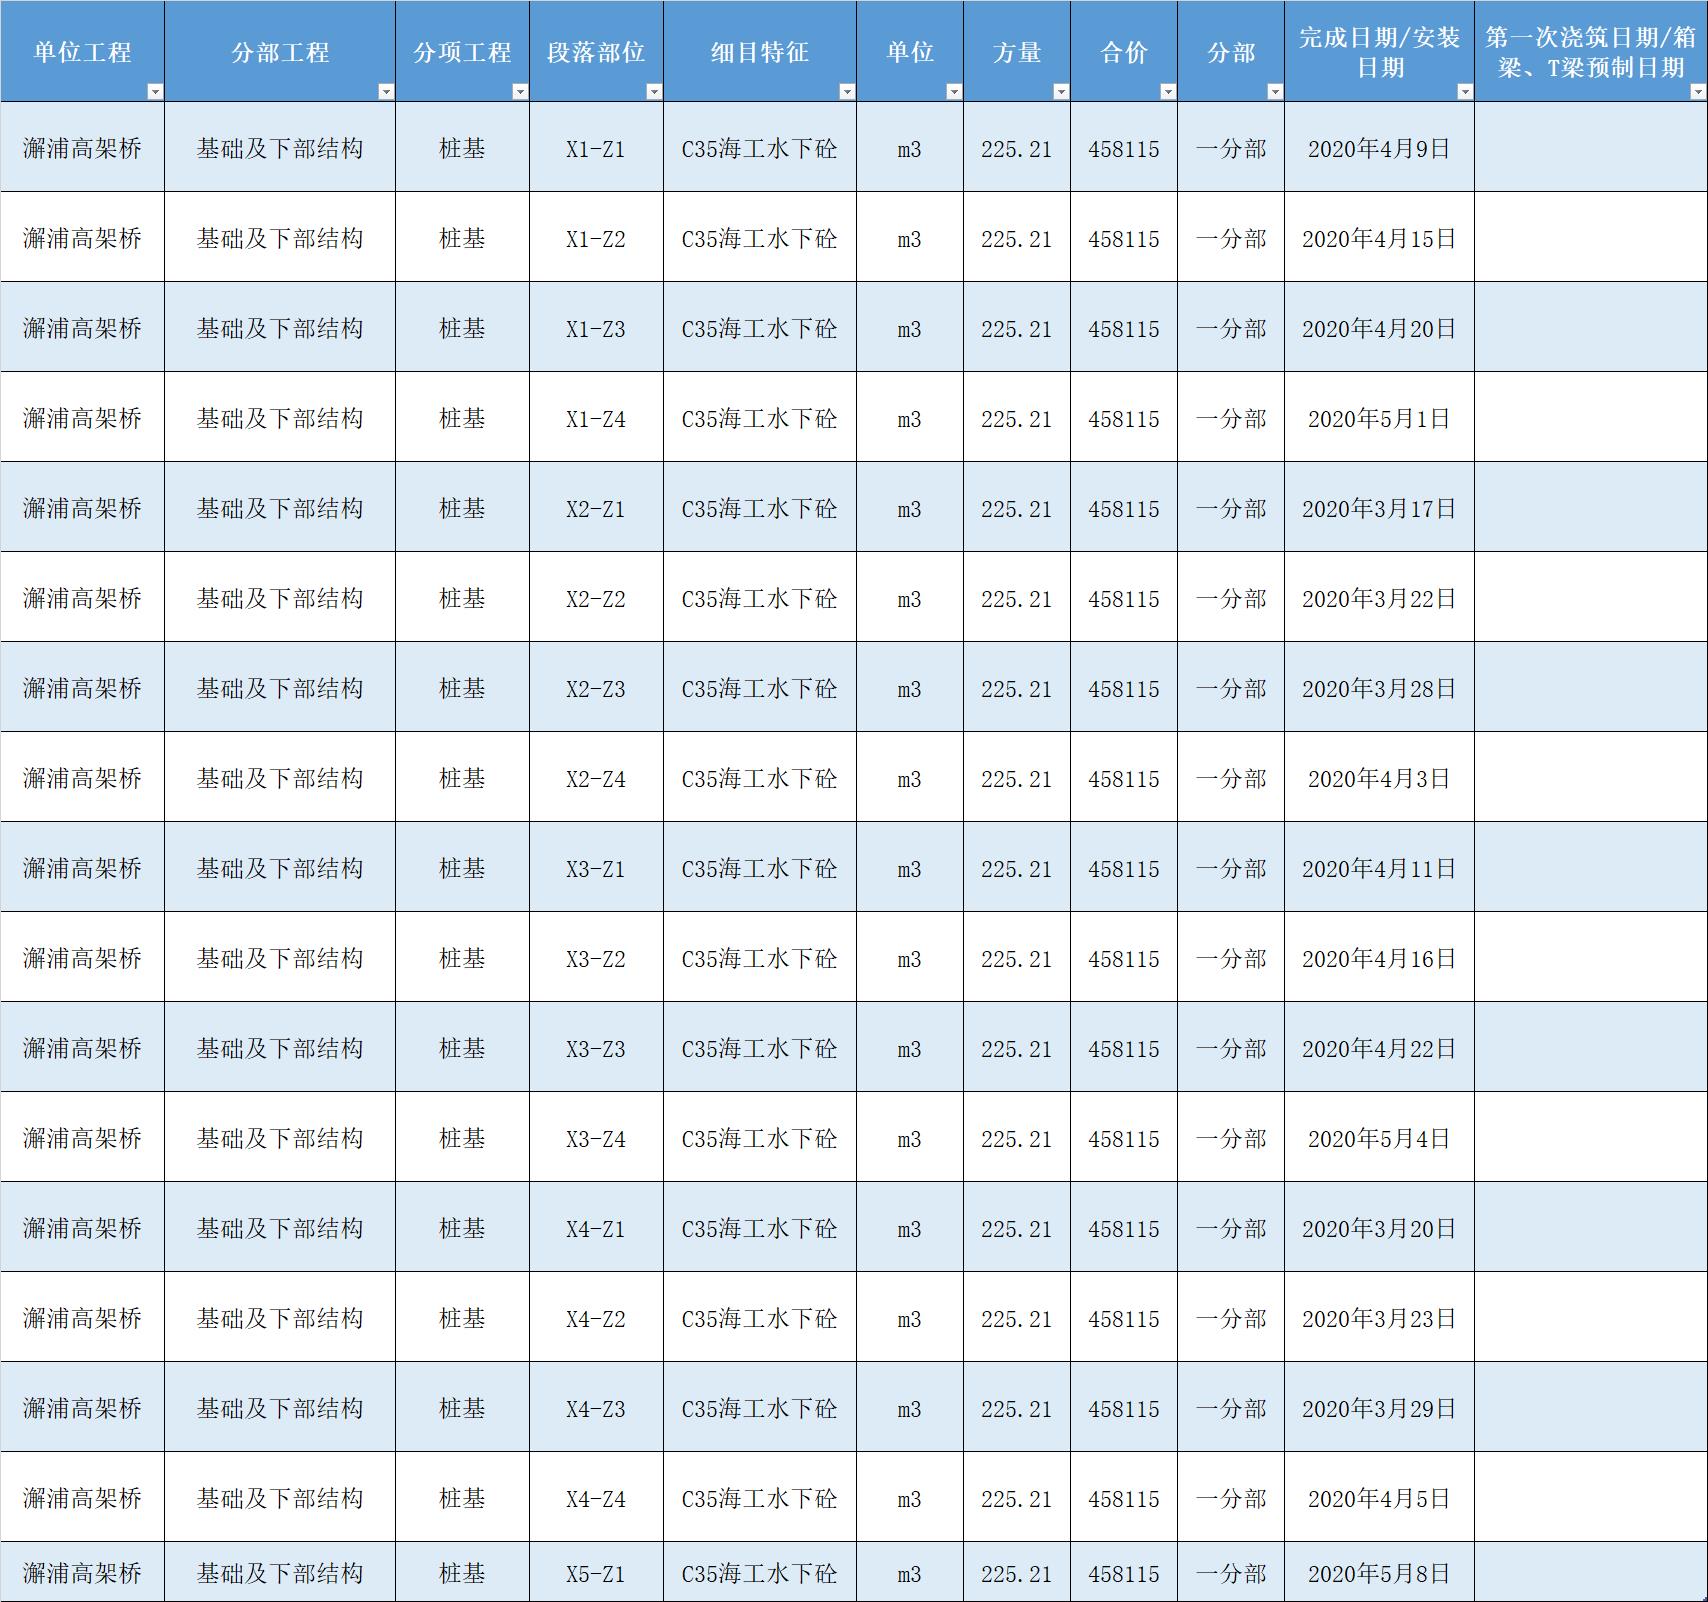 单位工程 分部工程 分项工程 段落部位 细目特征 单位 方量 合价 分部 完成日期/安装日期 第一次浇筑日期/箱梁、T梁预制日期
澥浦高架桥 基础及下部结构 桩基 X1-Z1 C35海工水下砼 m3 225.21 458115 一分部 2020年4月9日
澥浦高架桥 基础及下部结构 桩基 X1-Z2 C35海工水下砼 m3 225.21 458115 一分部 2020年4月15日
澥浦高架桥 基础及下部结构 桩基 X1-Z3 C35海工水下砼 m3 225.21 458115 一分部 2020年4月20日
澥浦高架桥 基础及下部结构 桩基 X1-Z4 C35海工水下砼 m3 225.21 458115 一分部 2020年5月1日
澥浦高架桥 基础及下部结构 桩基 X2-Z1 C35海工水下砼 m3 225.21 458115 一分部 2020年3月17日
澥浦高架桥 基础及下部结构 桩基 X2-Z2 C35海工水下砼 m3 225.21 458115 一分部 2020年3月22日
澥浦高架桥 基础及下部结构 桩基 X2-Z3 C35海工水下砼 m3 225.21 458115 一分部 2020年3月28日
澥浦高架桥 基础及下部结构 桩基 X2-Z4 C35海工水下砼 m3 225.21 458115 一分部 2020年4月3日
澥浦高架桥 基础及下部结构 桩基 X3-Z1 C35海工水下砼 m3 225.21 458115 一分部 2020年4月11日
澥浦高架桥 基础及下部结构 桩基 X3-Z2 C35海工水下砼 m3 225.21 458115 一分部 2020年4月16日
澥浦高架桥 基础及下部结构 桩基 X3-Z3 C35海工水下砼 m3 225.21 458115 一分部 2020年4月22日
澥浦高架桥 基础及下部结构 桩基 X3-Z4 C35海工水下砼 m3 225.21 458115 一分部 2020年5月4日
澥浦高架桥 基础及下部结构 桩基 X4-Z1 C35海工水下砼 m3 225.21 458115 一分部 2020年3月20日
澥浦高架桥 基础及下部结构 桩基 X4-Z2 C35海工水下砼 m3 225.21 458115 一分部 2020年3月23日
澥浦高架桥 基础及下部结构 桩基 X4-Z3 C35海工水下砼 m3 225.21 458115 一分部 2020年3月29日
澥浦高架桥 基础及下部结构 桩基 X4-Z4 C35海工水下砼 m3 225.21 458115 一分部 2020年4月5日
澥浦高架桥 基础及下部结构 桩基 X5-Z1 C35海工水下砼 m3 225.21 458115 一分部 2020年5月8日